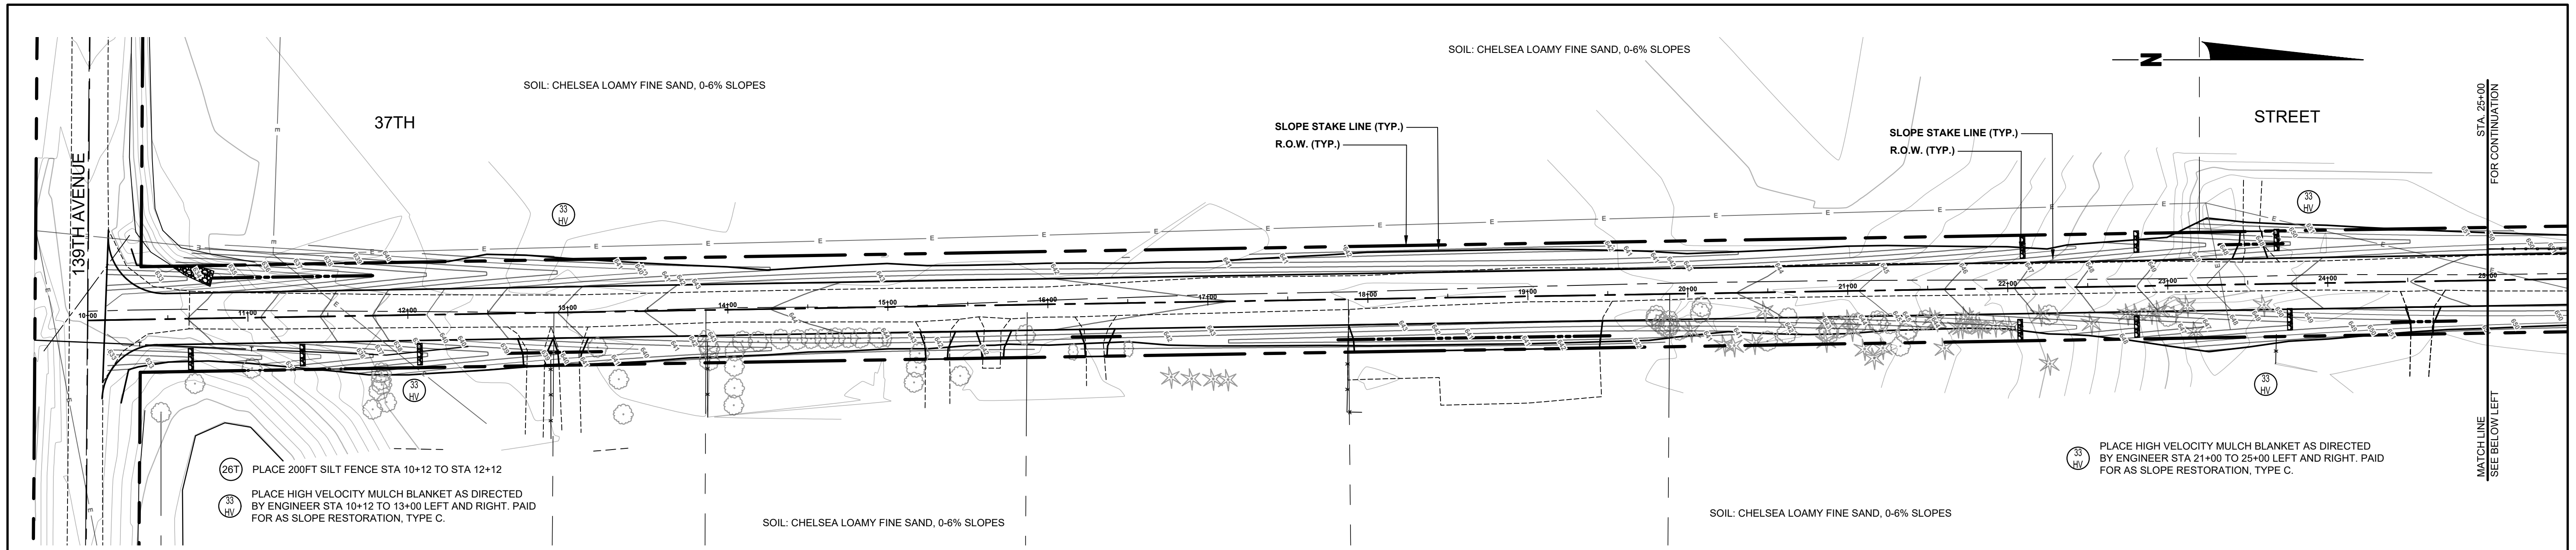 SOIL: CHELSEA LOAMY FINE SAND, 0-6% SLOPES
SOIL: CHELSEA LOAMY FINE SAND, 0-6% SLOPES
N
37TH
STREET
139TH AVENUE
SLOPE STAKE LINE (TYP.)
R.O.W. (TYP.)
SLOPE STAKE LINE (TYP.)
R.O.W. (TYP.)
STA. 25+00
FOR CONTINUATION
33
HV
33
HV
10+00
11+00
12+00
13+00
14+00
15+00
16+00
17+00
18+00
19+00
20+00
21+00
22+00
23+00
24+00
25+00
33
HV
33
HV
MATCH LINE
SEE BELOW LEFT
26T
PLACE 200FT SILT FENCE STA 10+12 TO STA 12+12
33
HV
PLACE HIGH VELOCITY MULCH BLANKET AS DIRECTED
BY ENGINEER STA 10+12 TO 13+00 LEFT AND RIGHT. PAID
FOR AS SLOPE RESTORATION, TYPE C.
33
HV
PLACE HIGH VELOCITY MULCH BLANKET AS DIRECTED
BY ENGINEER STA 21+00 TO 25+00 LEFT AND RIGHT. PAID
FOR AS SLOPE RESTORATION, TYPE C.
SOIL: CHELSEA LOAMY FINE SAND, 0-6% SLOPES
SOIL: CHELSEA LOAMY FINE SAND, 0-6% SLOPES